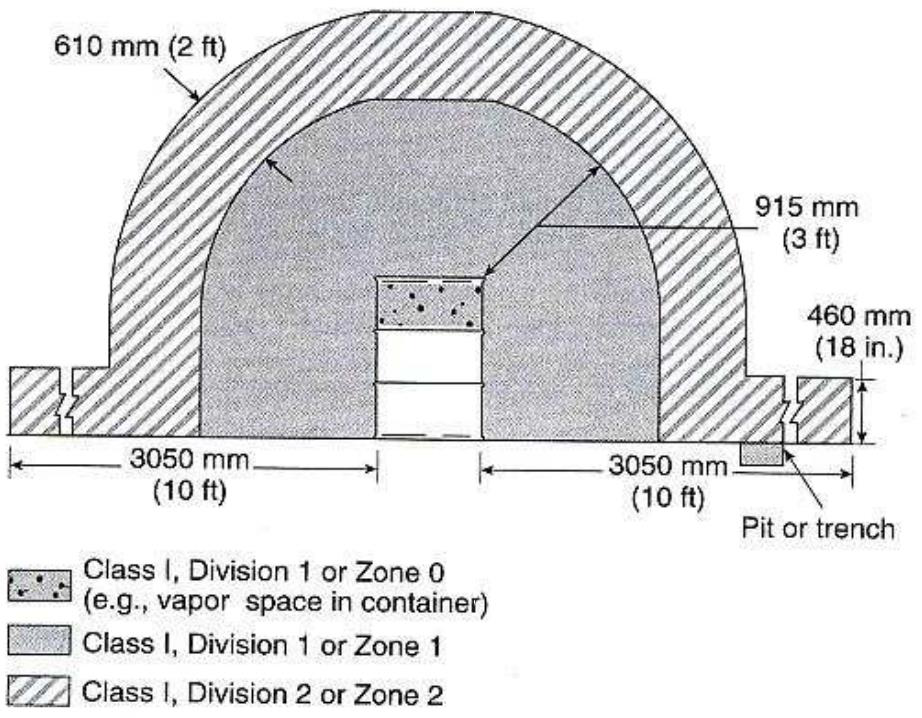 610 mm (2 ft)
915 mm
(3 ft)
460 mm
(18 in.)
3050 mm
(10 ft)
3050 mm
(10 ft)
Pit or trench
Class I, Division 1 or Zone 0
(e.g., vapor space in container)
Class I, Division 1 or Zone 1
Class I, Division 2 or Zone 2